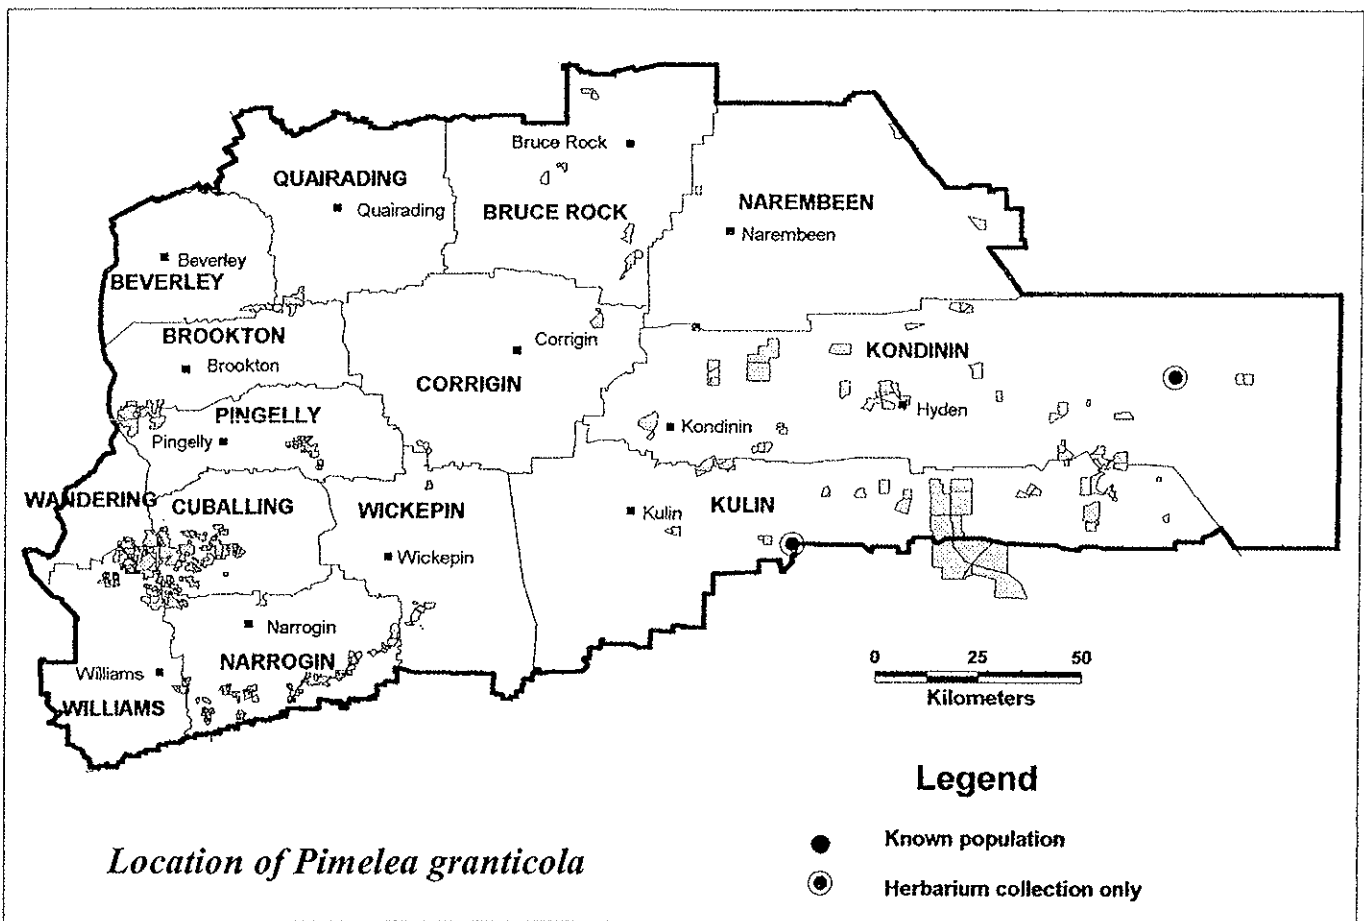 Bruce Rock
QUAIRADING
Quairading
BRUCE ROCK
NAREMBEEN
Narembeen
Beverley
BEVERLEY
BROOKTON
Brookton
Corrigin
CORRIGIN
KONDININ
Hyden
PINGELLY
Pingelly
Kondinin
WANDERING
CUBALLING
WICKEPIN
Kulin
KULIN
Wickepin
Narrogin
NARROGIN
Williams
WILLIAMS
0 25 50
Kilometers
Legend
Known population
Herbarium collection only
Location of Pimelea granticola